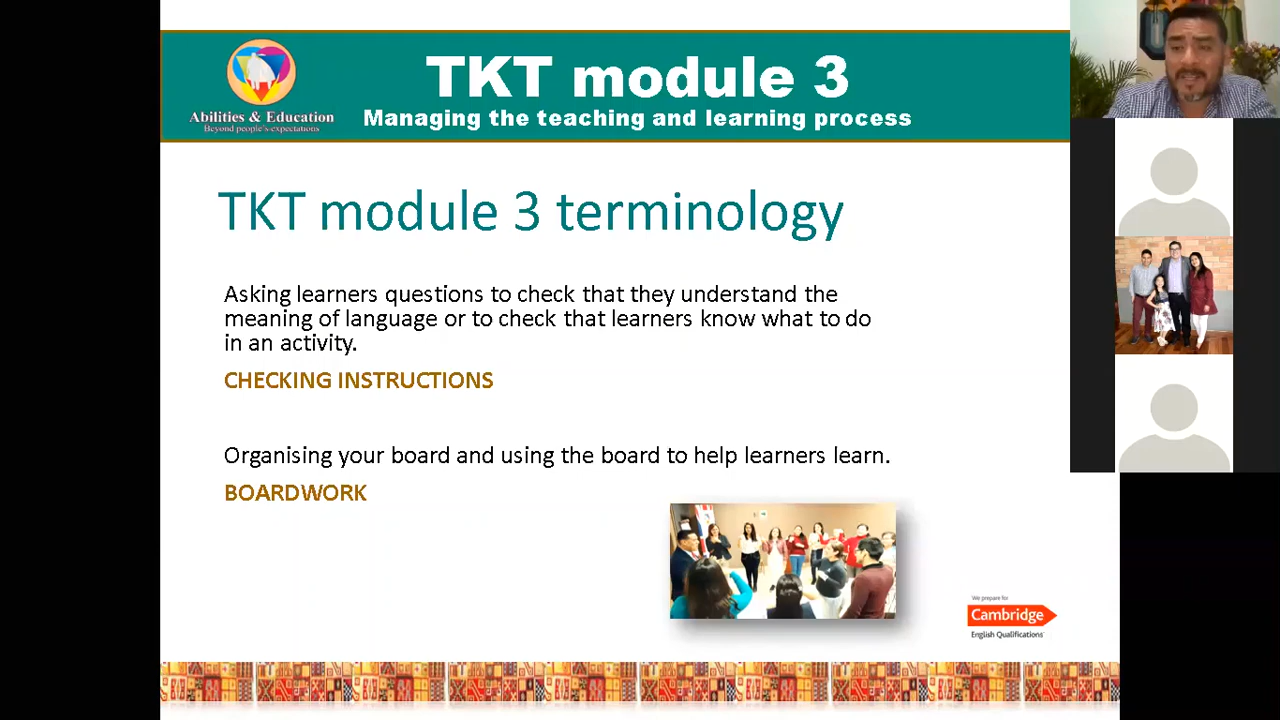 TKT module 3
Abilities & Education
Beyond people's expectations
Managing the teaching and learning process
TKT module 3 terminology
Asking learners questions to check that they understand the
meaning of language or to check that learners know what to do
in an activity.
CHECKING INSTRUCTIONS
Organising your board and using the board to help learners learn.
BOARDWORK
We prepare for
Cambridge
English Qualifications